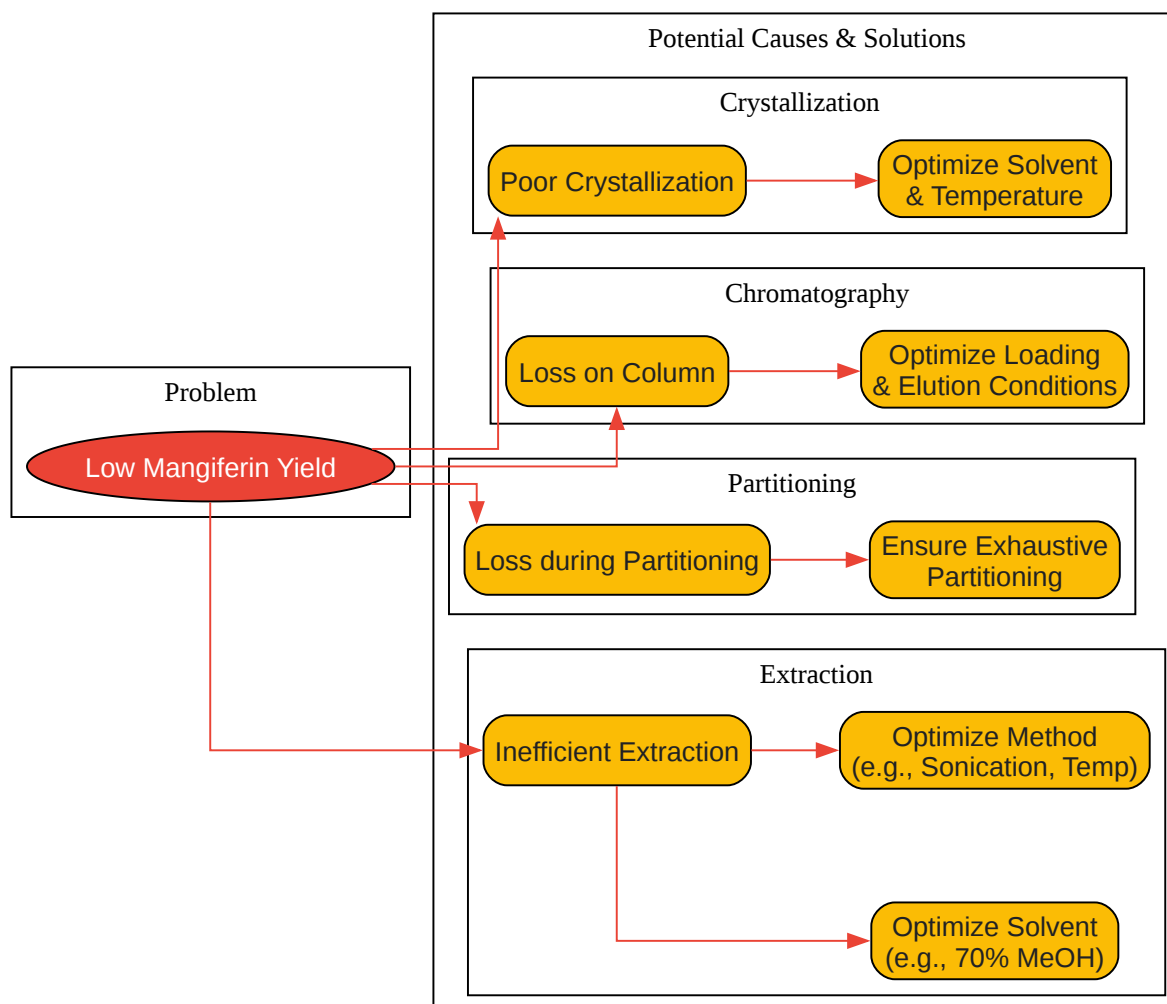 Potential Causes & Solutions
Crystallization
Poor Crystallization
Optimize Solvent
& Temperature
Chromatography
Loss on Column
Optimize Loading
& Elution Conditions
Problem
Low Mangiferin Yield
Partitioning
Loss during Partitioning
Ensure Exhaustive
Partitioning
Extraction
Inefficient Extraction
Optimize Method
(e.g., Sonication, Temp)
Optimize Solvent
(e.g., 70% MeOH)